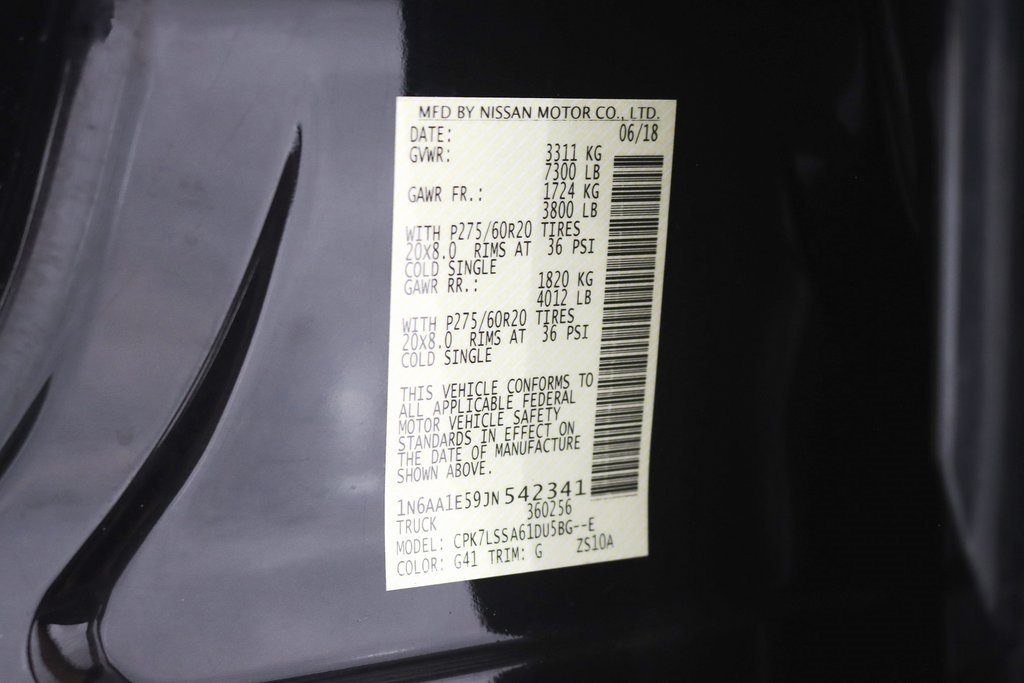 MFD BY NISSAN MOTOR CO., LTD.
DATE: 06/18
GVWR: 3311 KG
7300 LB
GAWR FR.: 1724 KG
3800 LB
WITH P275/60R20 TIRES
20X8.0 RIMS AT 36 PSI
COLD SINGLE
GAWR RR.: 1820 KG
4012 LB
WITH P275/60R20 TIRES
20X8.0 RIMS AT 36 PSI
COLD SINGLE
THIS VEHICLE CONFORMS TO
ALL APPLICABLE FEDERAL
MOTOR VEHICLE SAFETY
STANDARDS IN EFFECT ON
THE DATE OF MANUFACTURE
SHOWN ABOVE.
1N6AA1E59JN542341
360256
TRUCK
MODEL: CPK7LSSA61DU5BG--E
COLOR: G41 TRIM: G ZS10A